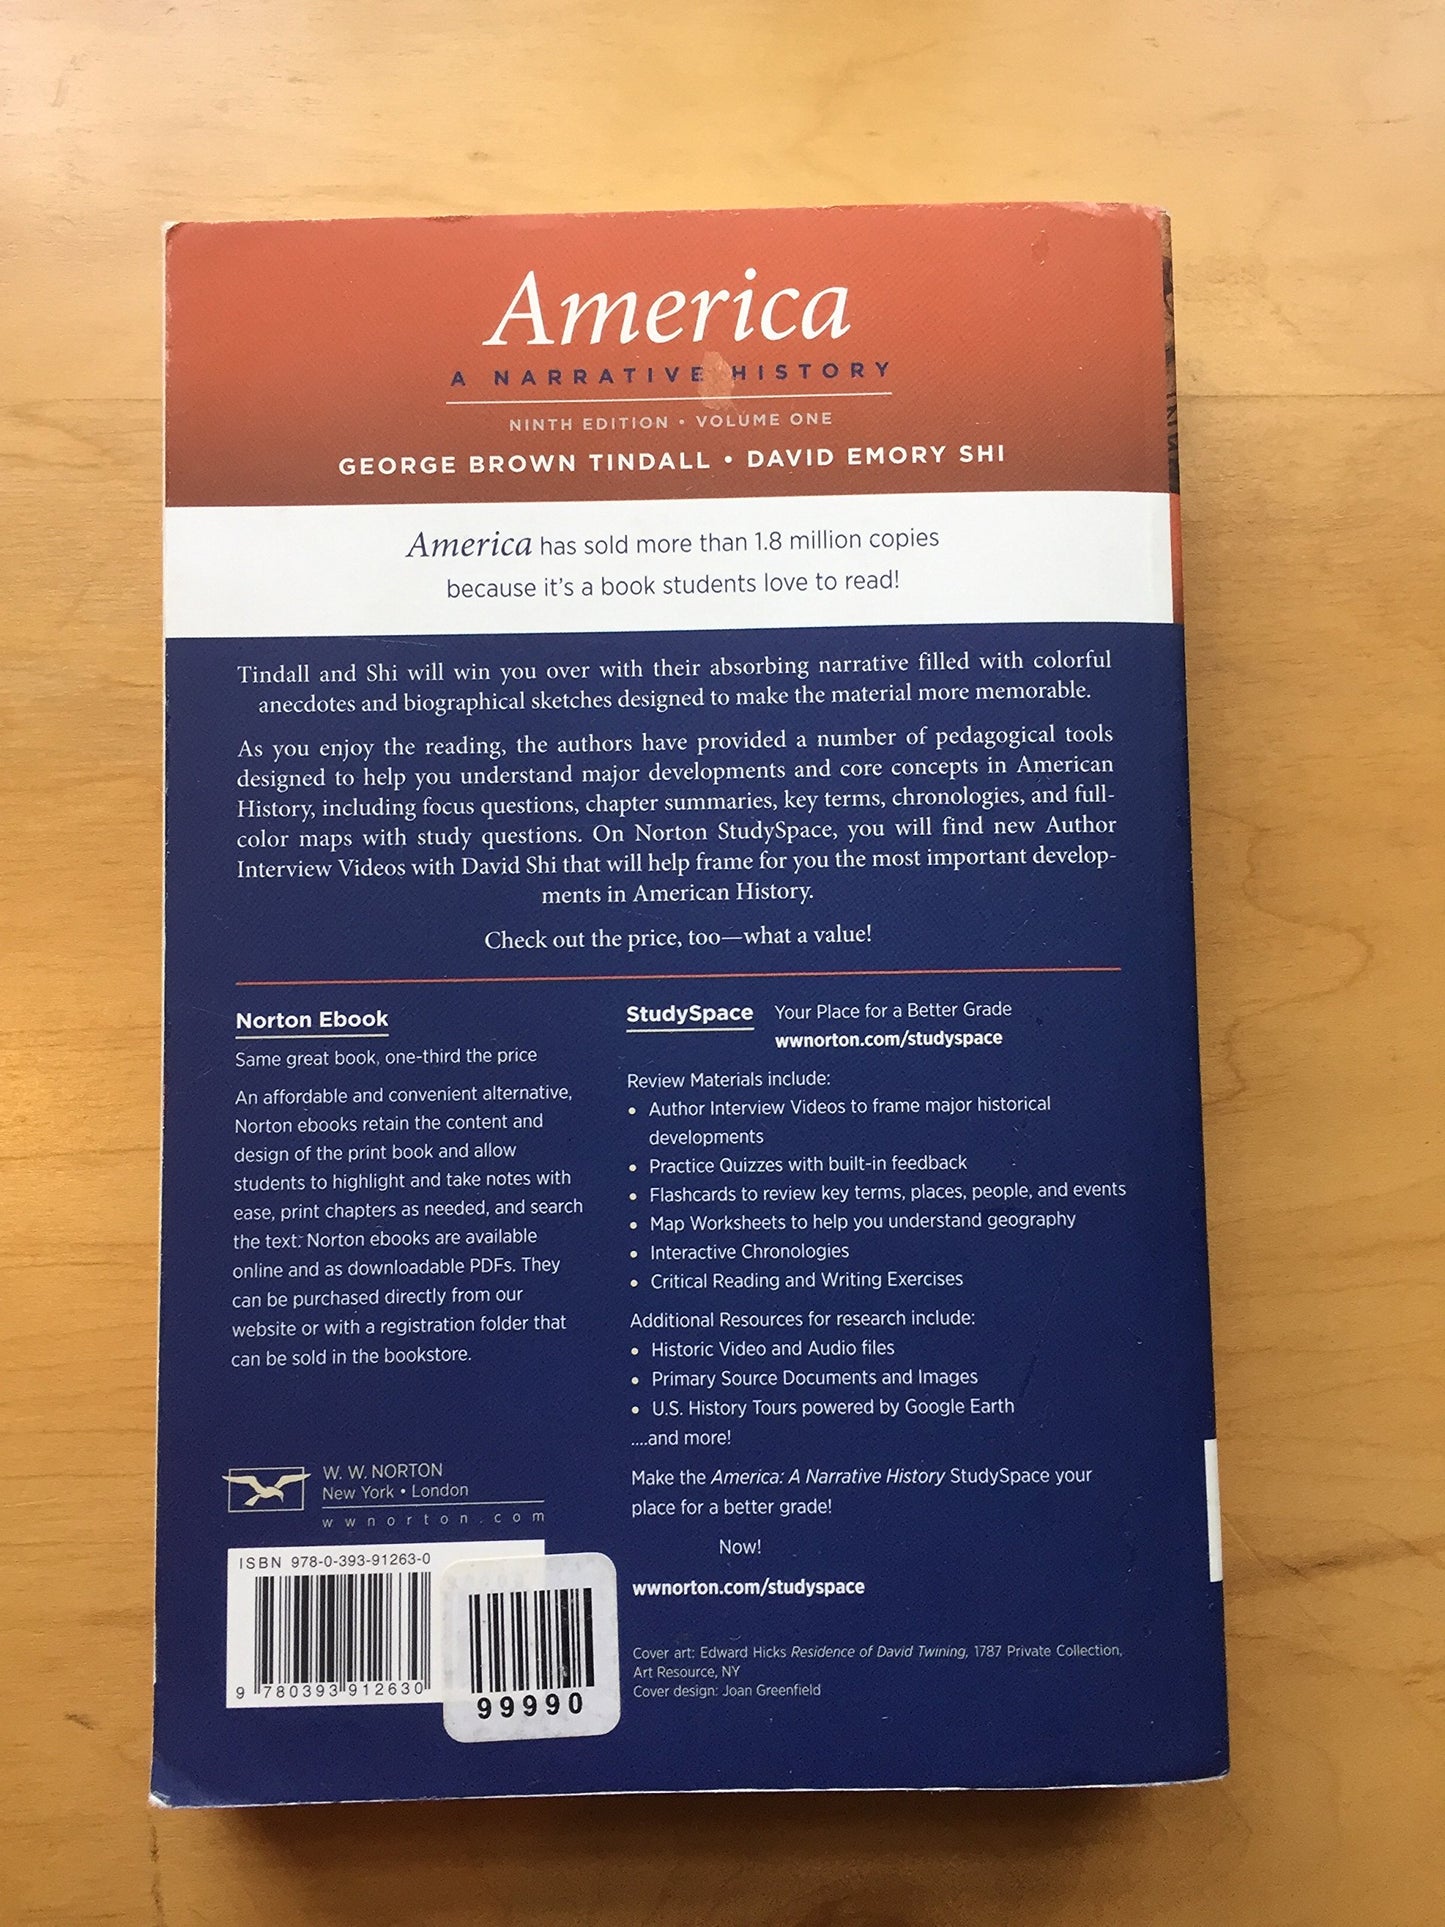 America
A NARRATIVE HISTORY
NINTH EDITION • VOLUME ONE
GEORGE BROWN TINDALL • DAVID EMORY SHI
America has sold more than 1.8 million copies
because it's a book students love to read!
Tindall and Shi will win you over with their absorbing narrative filled with colorful
anecdotes and biographical sketches designed to make the material more memorable.
As you enjoy the reading, the authors have provided a number of pedagogical tools
designed to help you understand major developments and core concepts in American
History, including focus questions, chapter summaries, key terms, chronologies, and full-
color maps with study questions. On Norton StudySpace, you will find new Author
Interview Videos with David Shi that will help frame for you the most important develop-
ments in American History.
Check out the price, too—what a value!
Norton Ebook
Same great book, one-third the price
An affordable and convenient alternative,
Norton ebooks retain the content and
design of the print book and allow
students to highlight and take notes with
ease, print chapters as needed, and search
the text. Norton ebooks are available
online and as downloadable PDFs. They
can be purchased directly from our
website or with a registration folder that
can be sold in the bookstore.
StudySpace Your Place for a Better Grade
wwnorton.com/studyspace
Review Materials include:
• Author Interview Videos to frame major historical
developments
• Practice Quizzes with built-in feedback
• Flashcards to review key terms, places, people, and events
• Map Worksheets to help you understand geography
• Interactive Chronologies
• Critical Reading and Writing Exercises
Additional Resources for research include:
• Historic Video and Audio files
• Primary Source Documents and Images
• U.S. History Tours powered by Google Earth
....and more!
Make the America: A Narrative History StudySpace your
place for a better grade!
Now!
wwnorton.com/studyspace
W. W. NORTON
New York • London
wwnorton.com
ISBN 978-0-393-91263-0
9 780393 912630
99990
Cover art: Edward Hicks Residence of David Twining, 1787 Private Collection,
Art Resource, NY
Cover design: Joan Greenfield